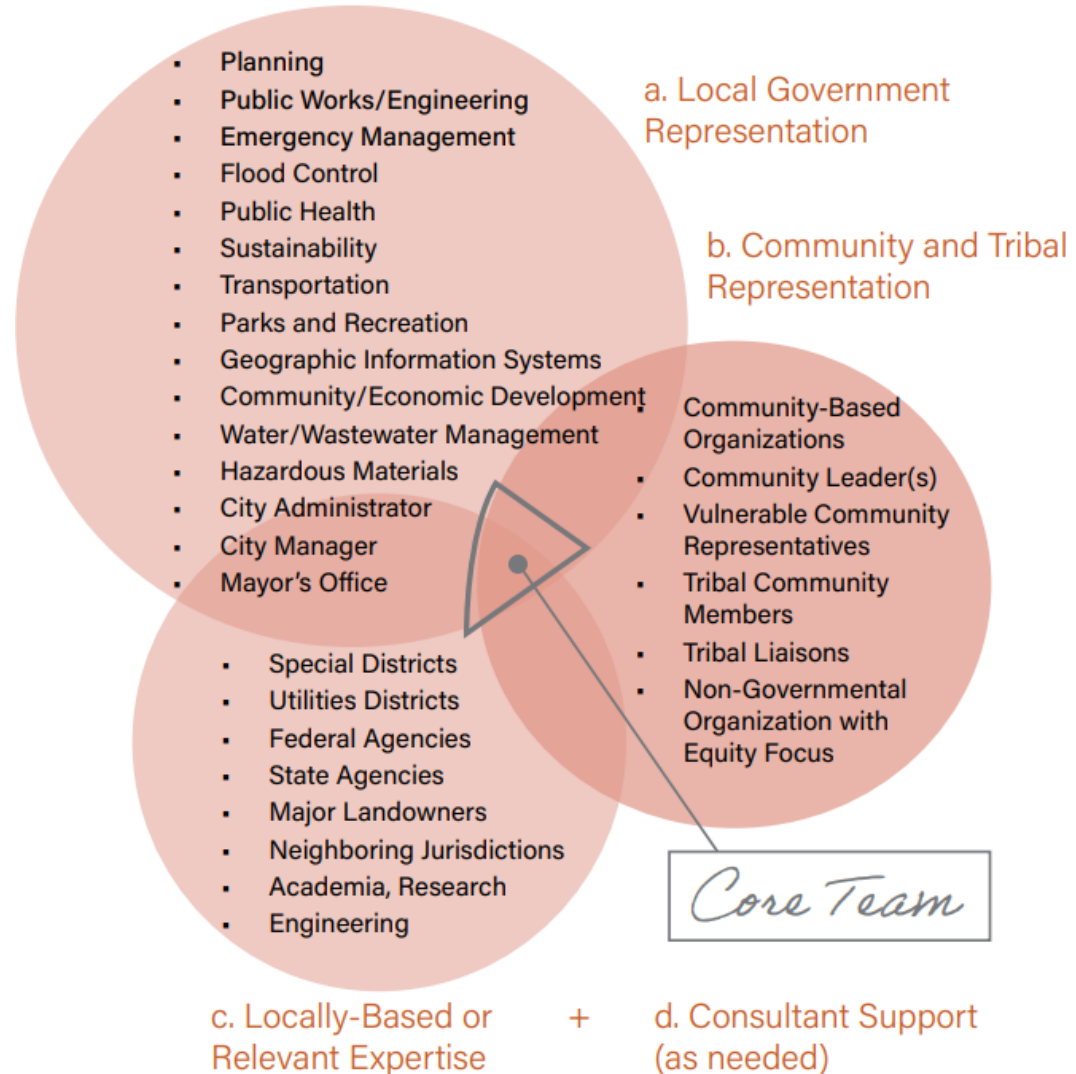 ▪ Planning
▪ Public Works/Engineering
▪ Emergency Management
▪ Flood Control
▪ Public Health
▪ Sustainability
▪ Transportation
▪ Parks and Recreation
▪ Geographic Information Systems
▪ Community/Economic Development
▪ Water/Wastewater Management
▪ Hazardous Materials
▪ City Administrator
▪ City Manager
▪ Mayor's Office
a. Local Government
Representation
b. Community and Tribal
Representation
▪ Community-Based
Organizations
▪ Community Leader(s)
▪ Vulnerable Community
Representatives
▪ Tribal Community
Members
▪ Tribal Liaisons
▪ Non-Governmental
Organization with
Equity Focus
▪ Special Districts
▪ Utilities Districts
▪ Federal Agencies
▪ State Agencies
▪ Major Landowners
▪ Neighboring Jurisdictions
▪ Academia, Research
▪ Engineering
Core Team
c. Locally-Based or
Relevant Expertise
+
d. Consultant Support
(as needed)